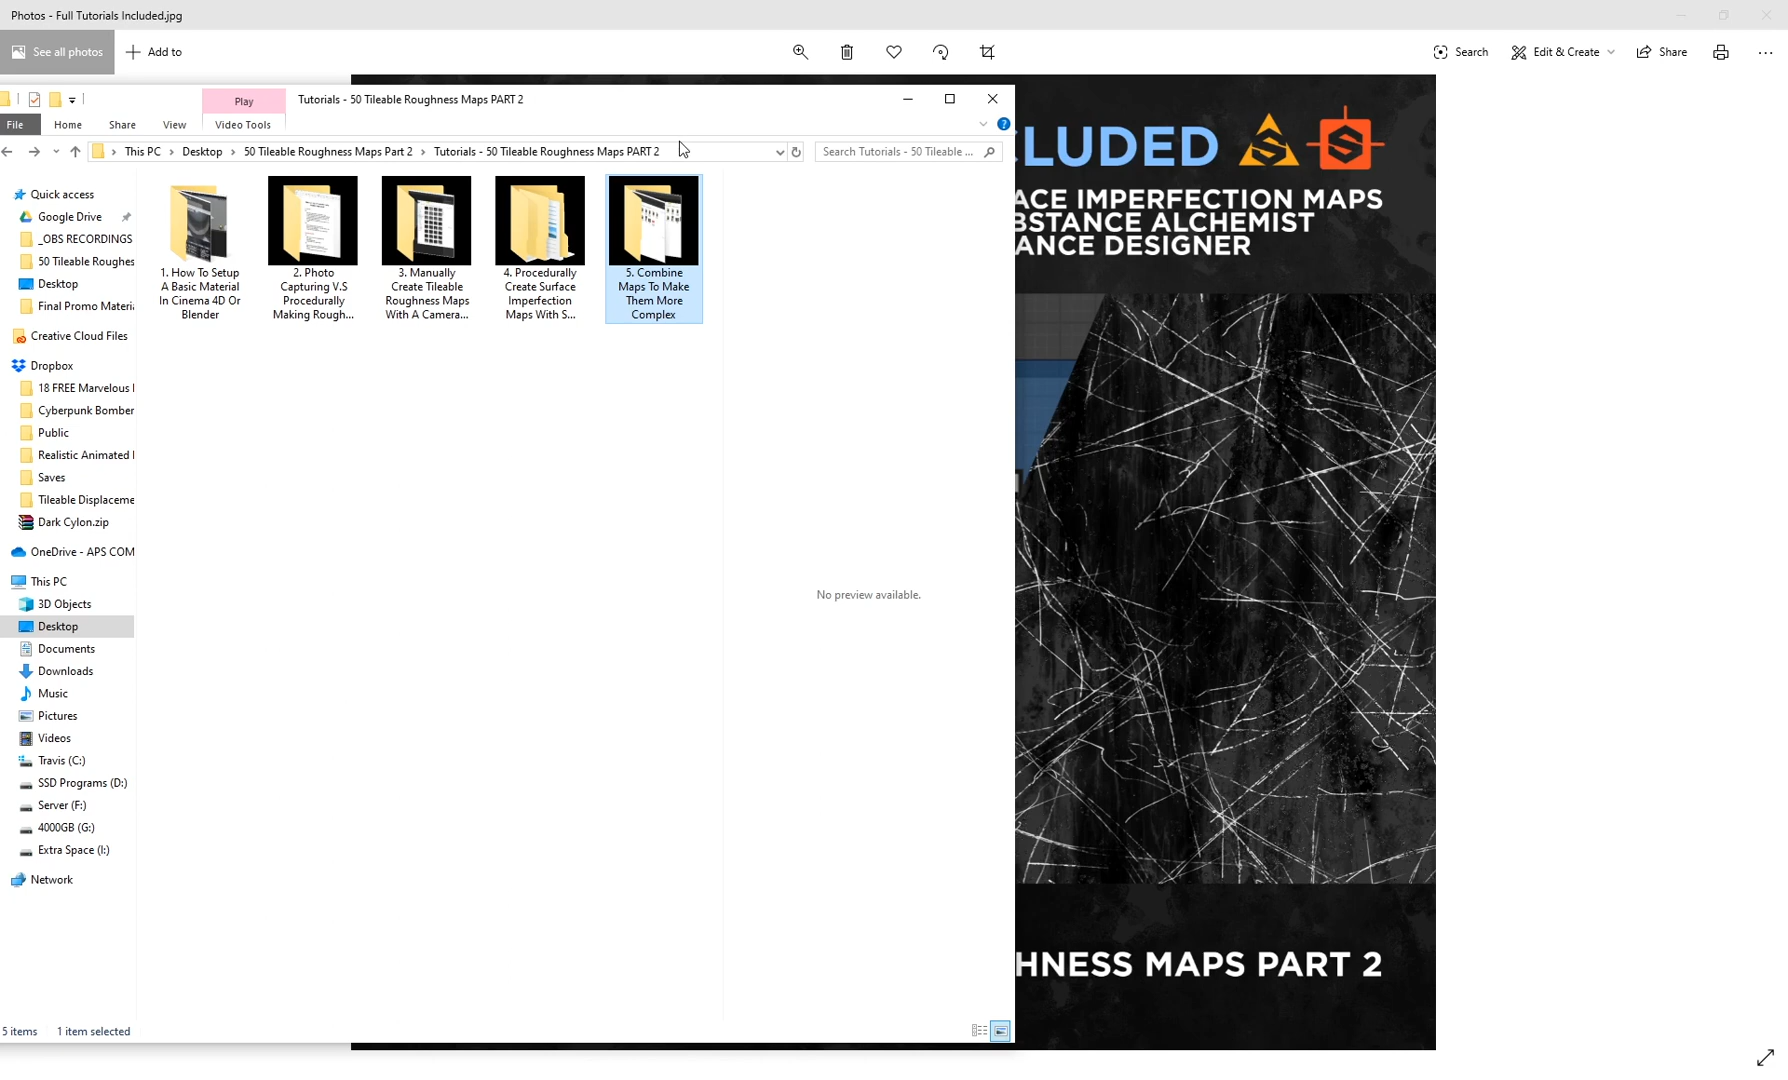 Photos - Full Tutorials Included.jpg
See all photos
Add to
Search
Edit & Create
Share
Play
Tutorials - 50 Tileable Roughness Maps PART 2
File
Home
Share
View
Video Tools
This PC > Desktop > 50 Tileable Roughness Maps Part 2 > Tutorials - 50 Tileable Roughness Maps PART 2
Search Tutorials - 50 Tileable ...
Quick access
Google Drive
_OBS RECORDINGS
50 Tileable Roughes
Desktop
Final Promo Materia
Creative Cloud Files
Dropbox
18 FREE Marvelous
Cyberpunk Bomber
Public
Realistic Animated
Saves
Tileable Displaceme
Dark Cylon.zip
OneDrive - APS COM
This PC
3D Objects
Desktop
Documents
Downloads
Music
Pictures
Videos
Travis (C:)
SSD Programs (D:)
Server (F:)
4000GB (G:)
Extra Space (I:)
Network
1. How To Setup
A Basic Material
In Cinema 4D Or
Blender
2. Photo
Capturing V.S
Procedurally
Making Rough...
3. Manually
Create Tileable
Roughness Maps
With A Camera...
4. Procedurally
Create Surface
Imperfection
Maps With S...
5. Combine
Maps To Make
Them More
Complex
No preview available.
5 items
1 item selected
CLUDED
ACE IMPERFECTION MAPS
BSTANCE ALCHEMIST
ANCE DESIGNER
HNESS MAPS PART 2